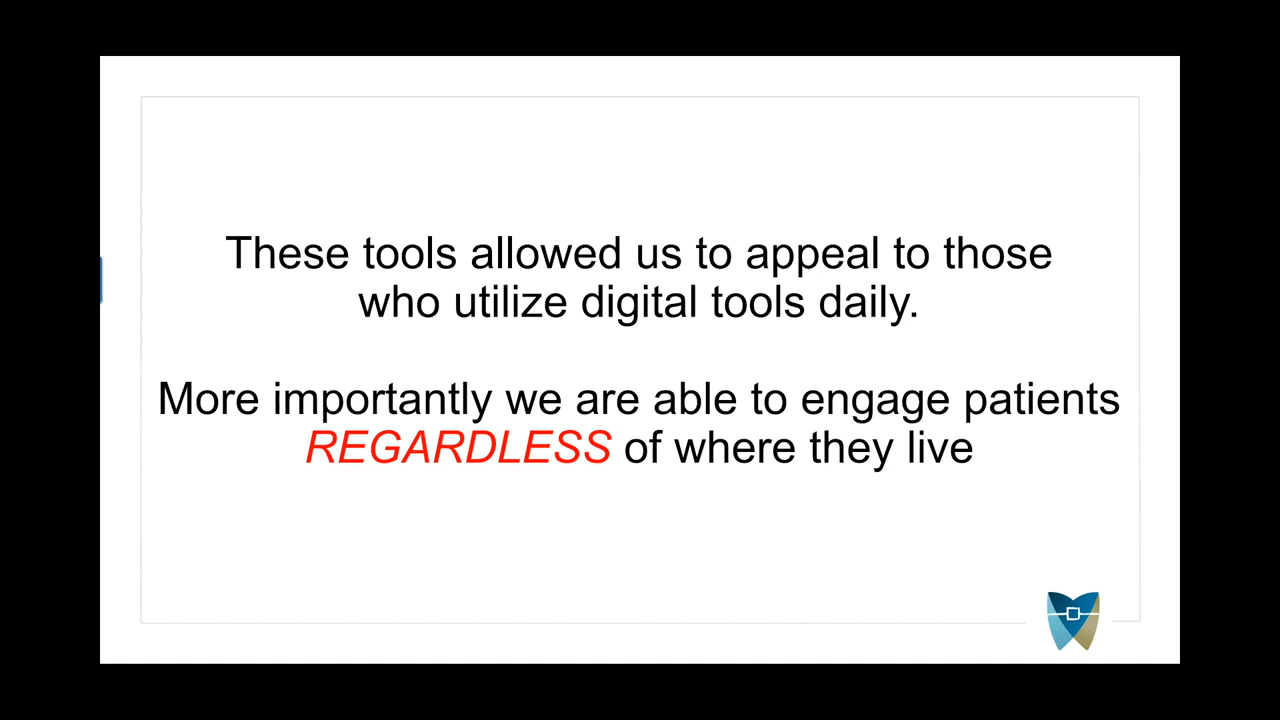 These tools allowed us to appeal to those
who utilize digital tools daily.
More importantly we are able to engage patients
REGARDLESS of where they live